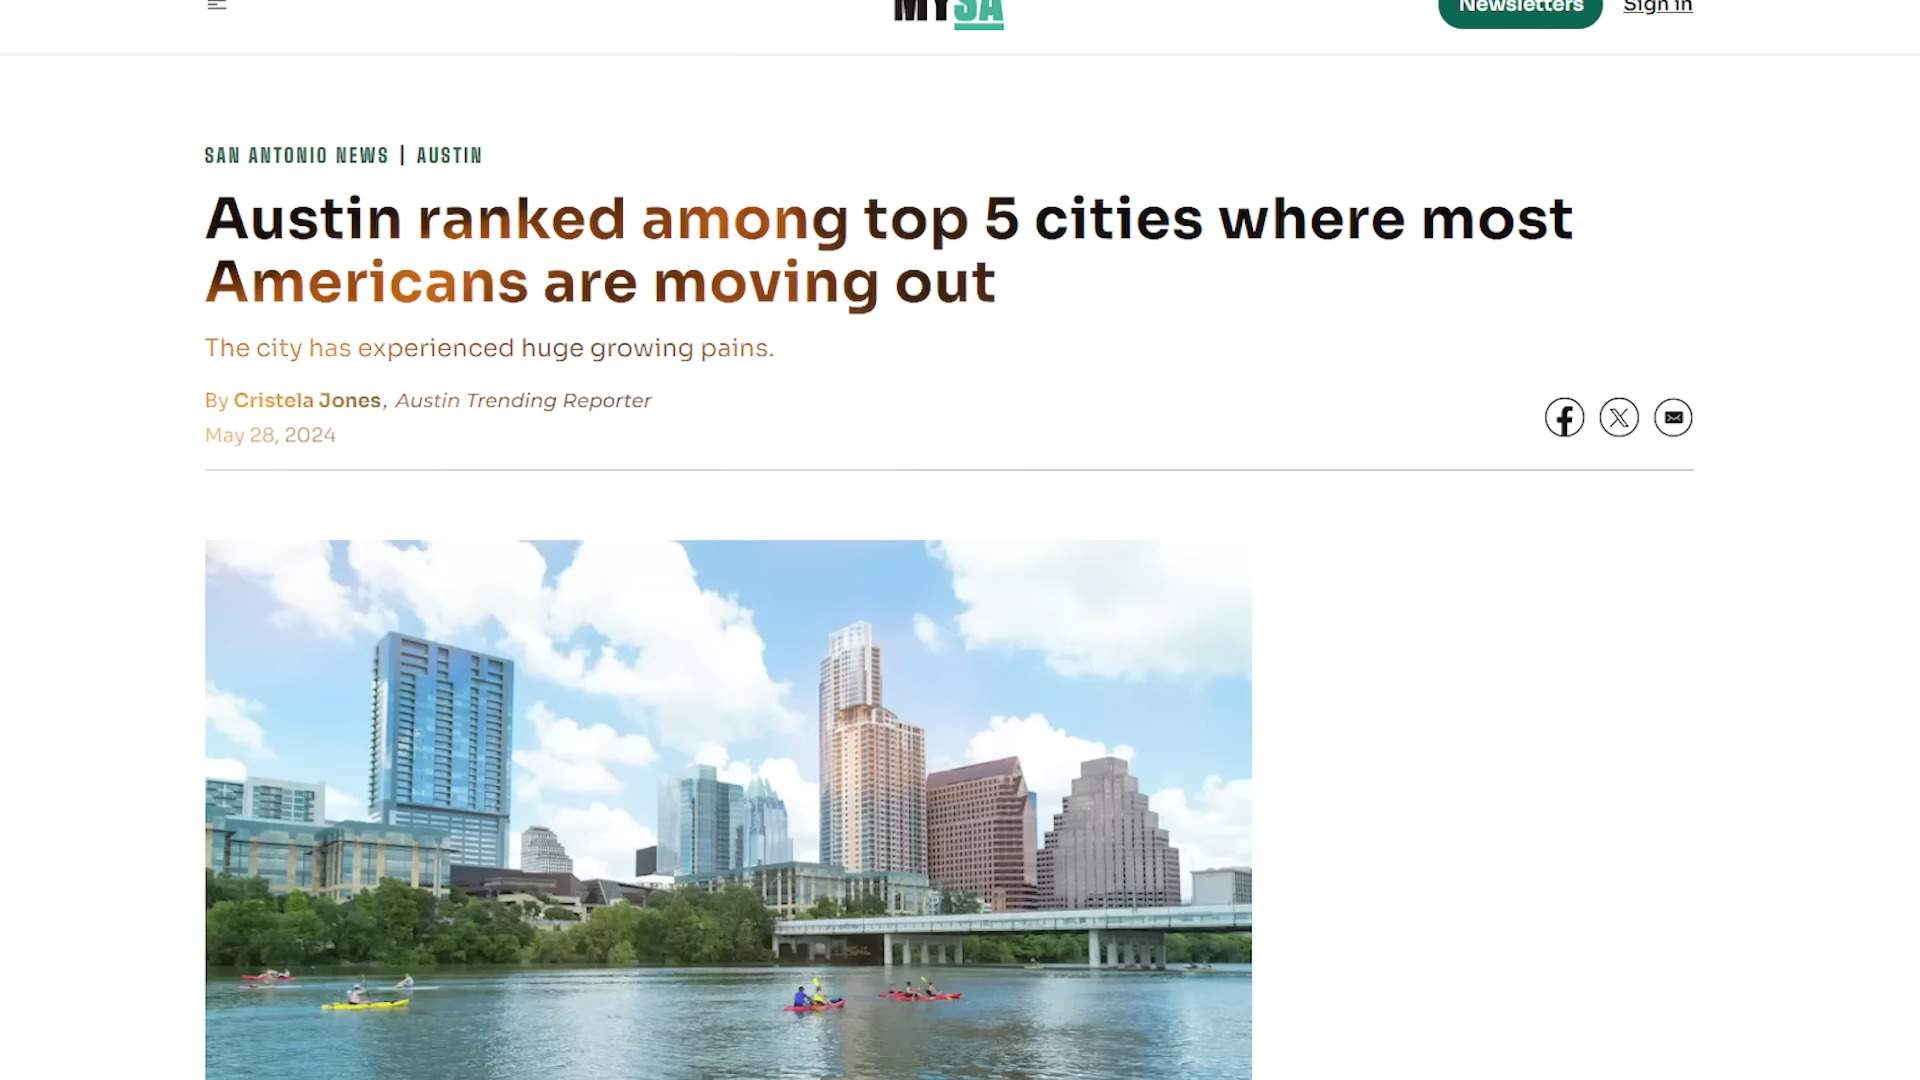 MYSA
Newsletters
Sign in
SAN ANTONIO NEWS | AUSTIN
Austin ranked among top 5 cities where most
Americans are moving out
The city has experienced huge growing pains.
By Cristela Jones, Austin Trending Reporter
May 28, 2024